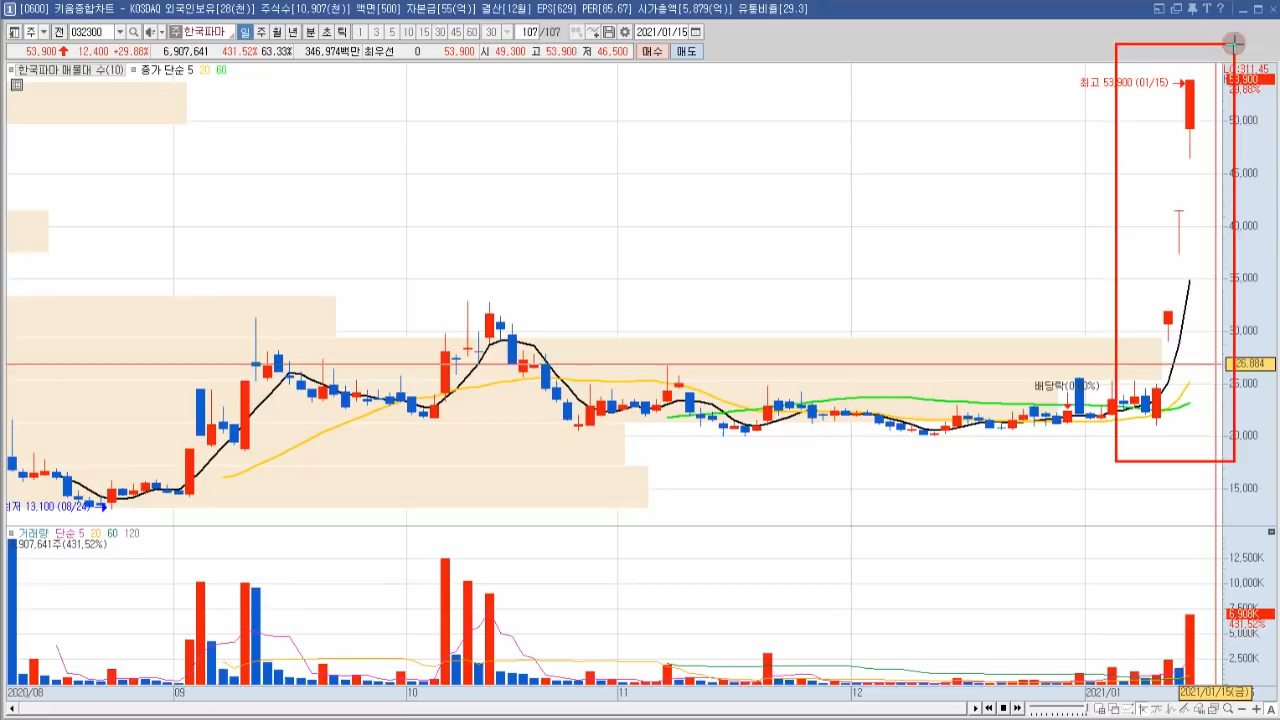 [0600] 키움종합차트 - KOSDAQ 외국인보유[28(천)] 주식수[10,907(천)] 액면[500] 자본금[55(억)] 결산[12월] EPS[629] PER[85.67] 시가총액[5,879(억)] 유통비율[29.3]
주 전 032300 주 한국파마 일 주 월 년 분 초 틱 1 3 5 10 15 30 45 60 30 107 /107 2021/01/15
53,900 12,400 +29.88% 6,907,641 431.52% 63.33% 346,974백만 최우선 0 53,900 시 49,300 고 53,900 저 46,500 매수 매도
한국파마 매물대 수(10) 종가 단순 5 20 60
최고 53,900 (01/15)
53,900
50,000
45,000
40,000
35,000
30,000
26,884
25,000
배당락(0.00%)
20,000
15,000
13,100 (08/24)
거래량 단순 5 20 60 120
6,907,641주(431,52%)
12,500K
10,000K
7,500K
6,908K
431,52%
5,000K
2,500K
2020/08 09 10 11 12 2021/01 2021/01/15(금)